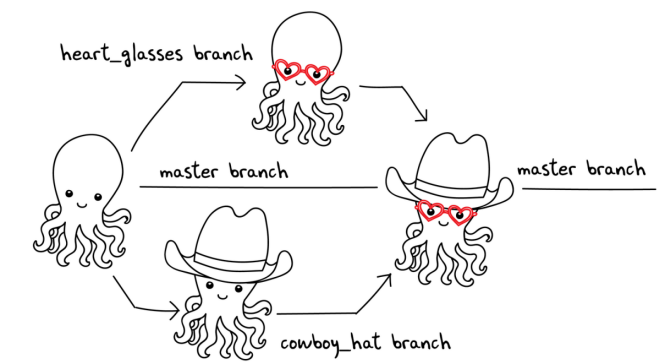 heart_glasses branch
master branch
master branch
cowboy_hat branch